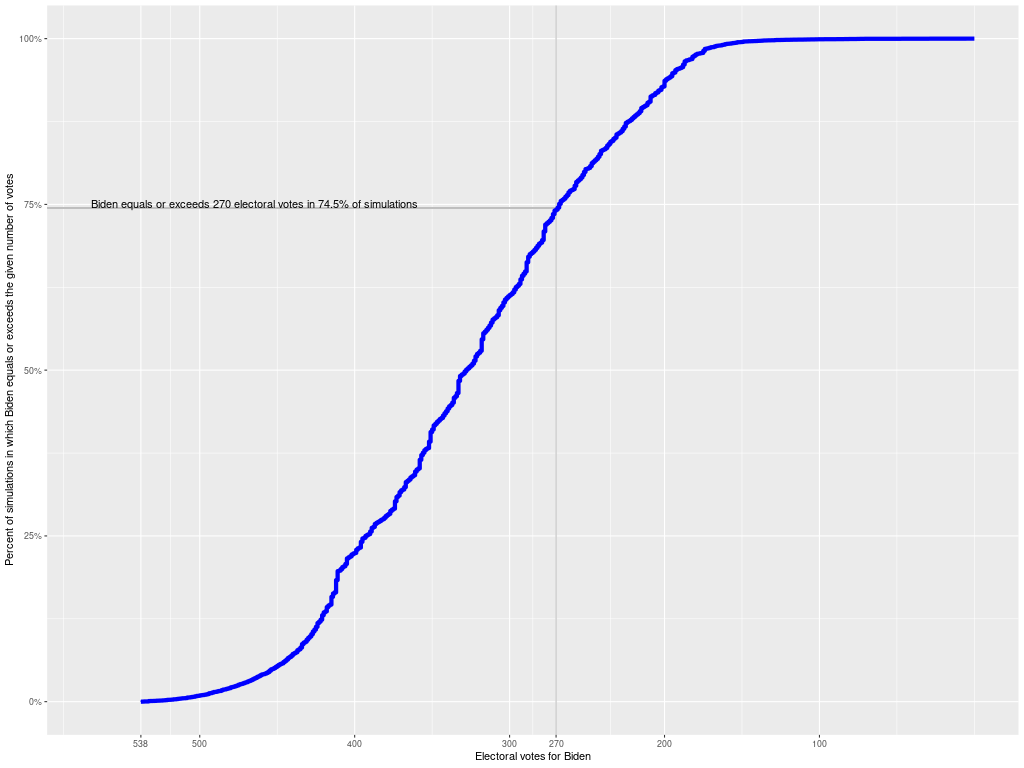 Percent of simulations in which Biden equals or exceeds the given number of votes
100%
75%
50%
25%
0%
Biden equals or exceeds 270 electoral votes in 74.5% of simulations
538 500 400 300 270 200 100
Electoral votes for Biden